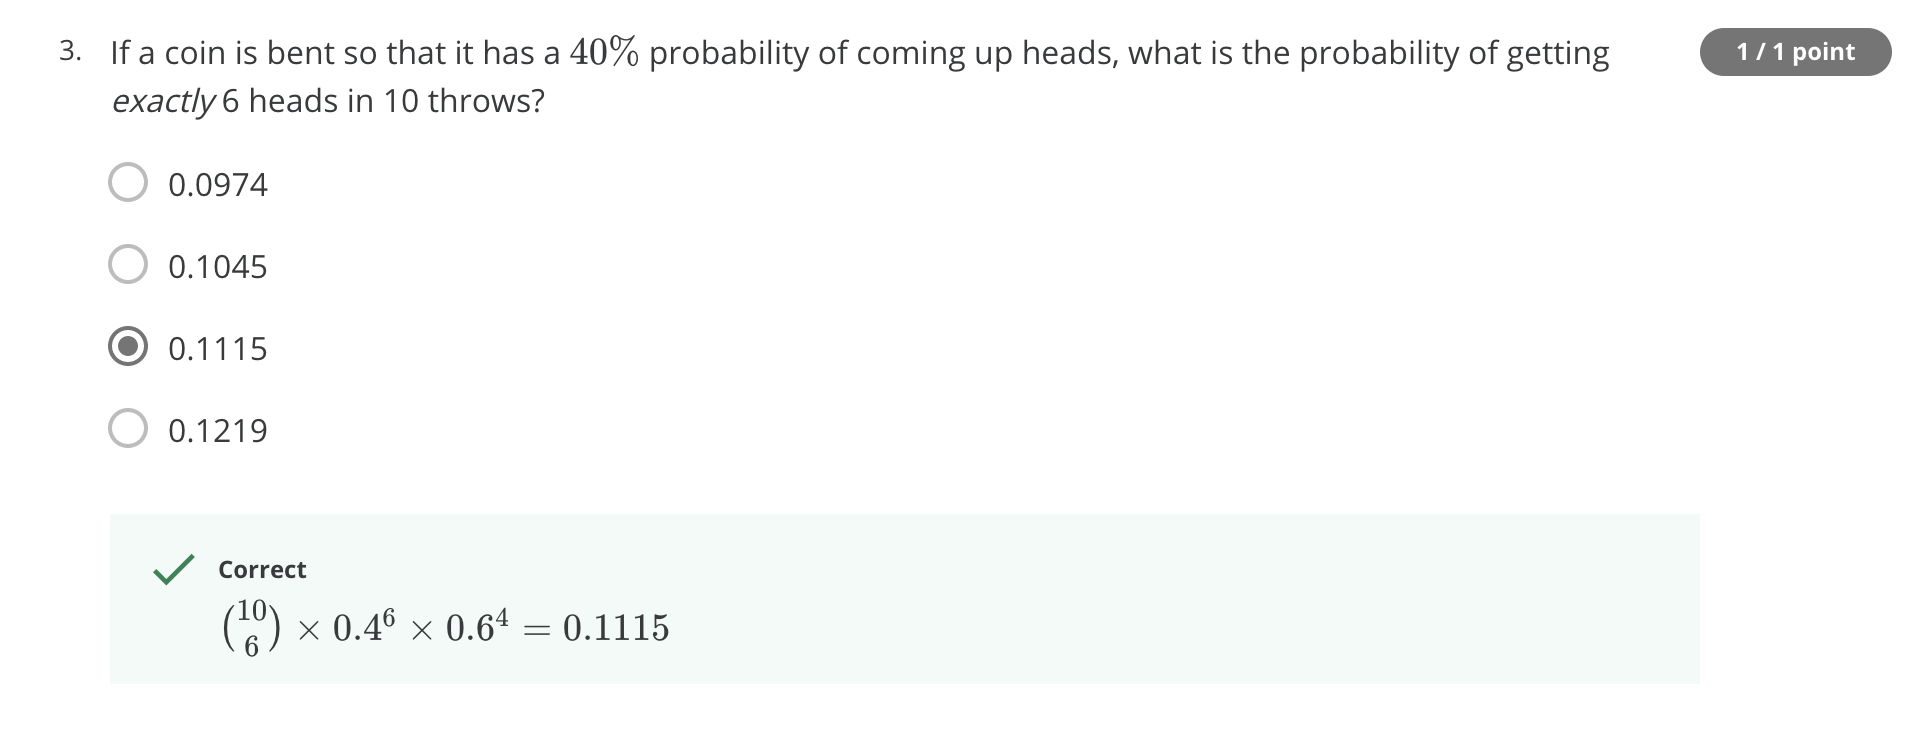 3. If a coin is bent so that it has a 40% probability of coming up heads, what is the probability of getting
exactly 6 heads in 10 throws?
1 / 1 point
0.0974
0.1045
0.1115
0.1219
Correct
$\binom{10}{6} \times 0.4^6 \times 0.6^4 = 0.1115$